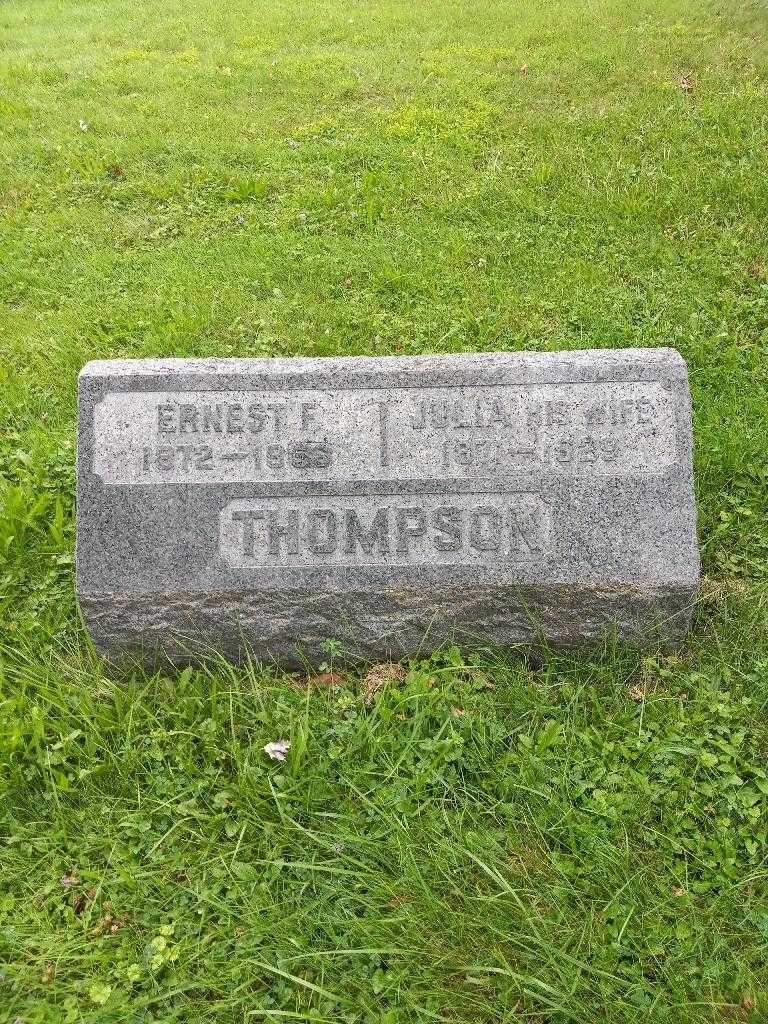 ERNEST F.
1872 —
JULIA HIS WIFE
THOMPSON